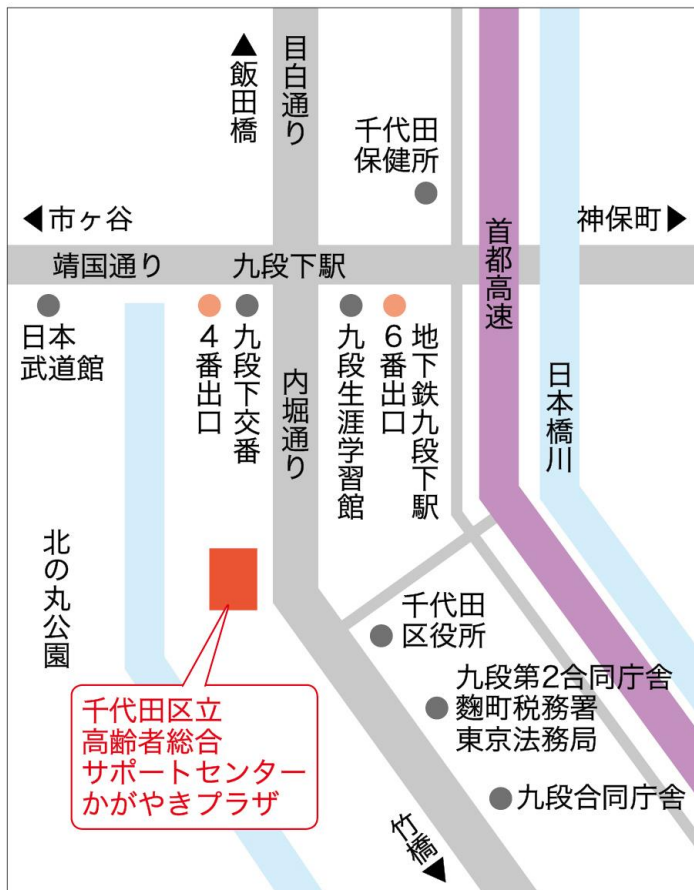 ▲飯田橋
目白通り
千代田
保健所
◀市ヶ谷
神保町▶
首都高速
靖国通り
九段下駅
日本
武道館
4番出口
九段下交番
内堀通り
九段生涯学習館
6番出口
地下鉄九段下駅
日本橋川
北の丸公園
千代田
区役所
九段第2合同庁舎
麴町税務署
東京法務局
千代田区立
高齢者総合
サポートセンター
かがやきプラザ
九段合同庁舎
竹橋▼